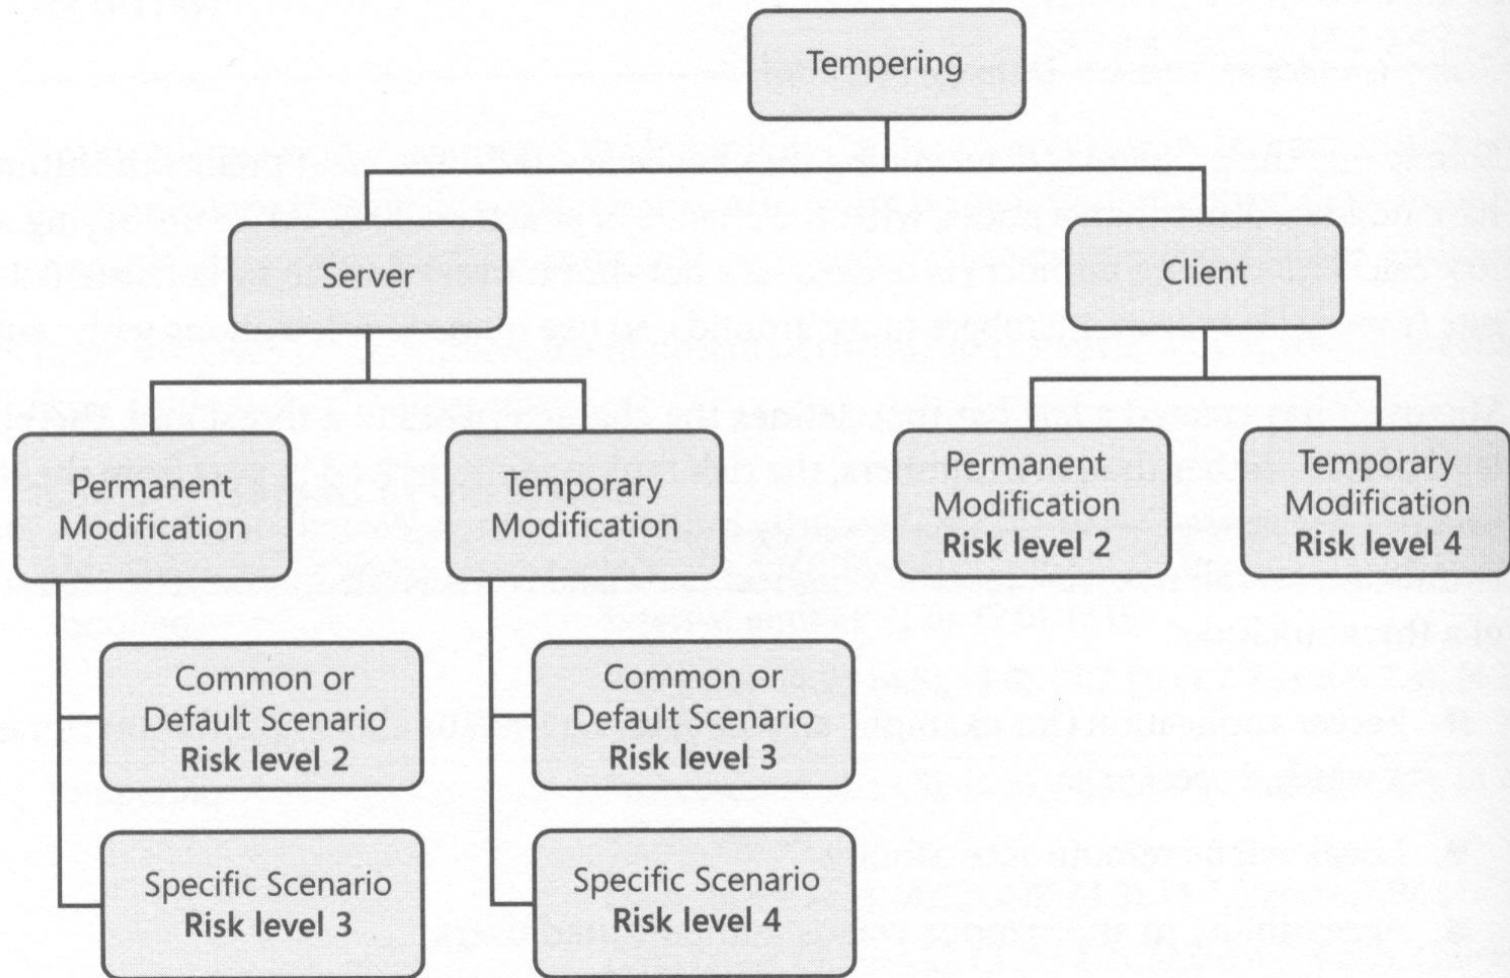 Tempering
Server
Client
Permanent
Modification
Temporary
Modification
Permanent
Modification
Risk level 2
Temporary
Modification
Risk level 4
Common or
Default Scenario
Risk level 2
Common or
Default Scenario
Risk level 3
Specific Scenario
Risk level 3
Specific Scenario
Risk level 4